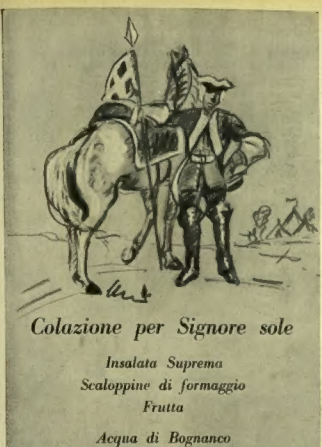 Colazione per Signore sole
Insalata Suprema
Scaloppine di formaggio
Frutta
Acqua di Bognanco